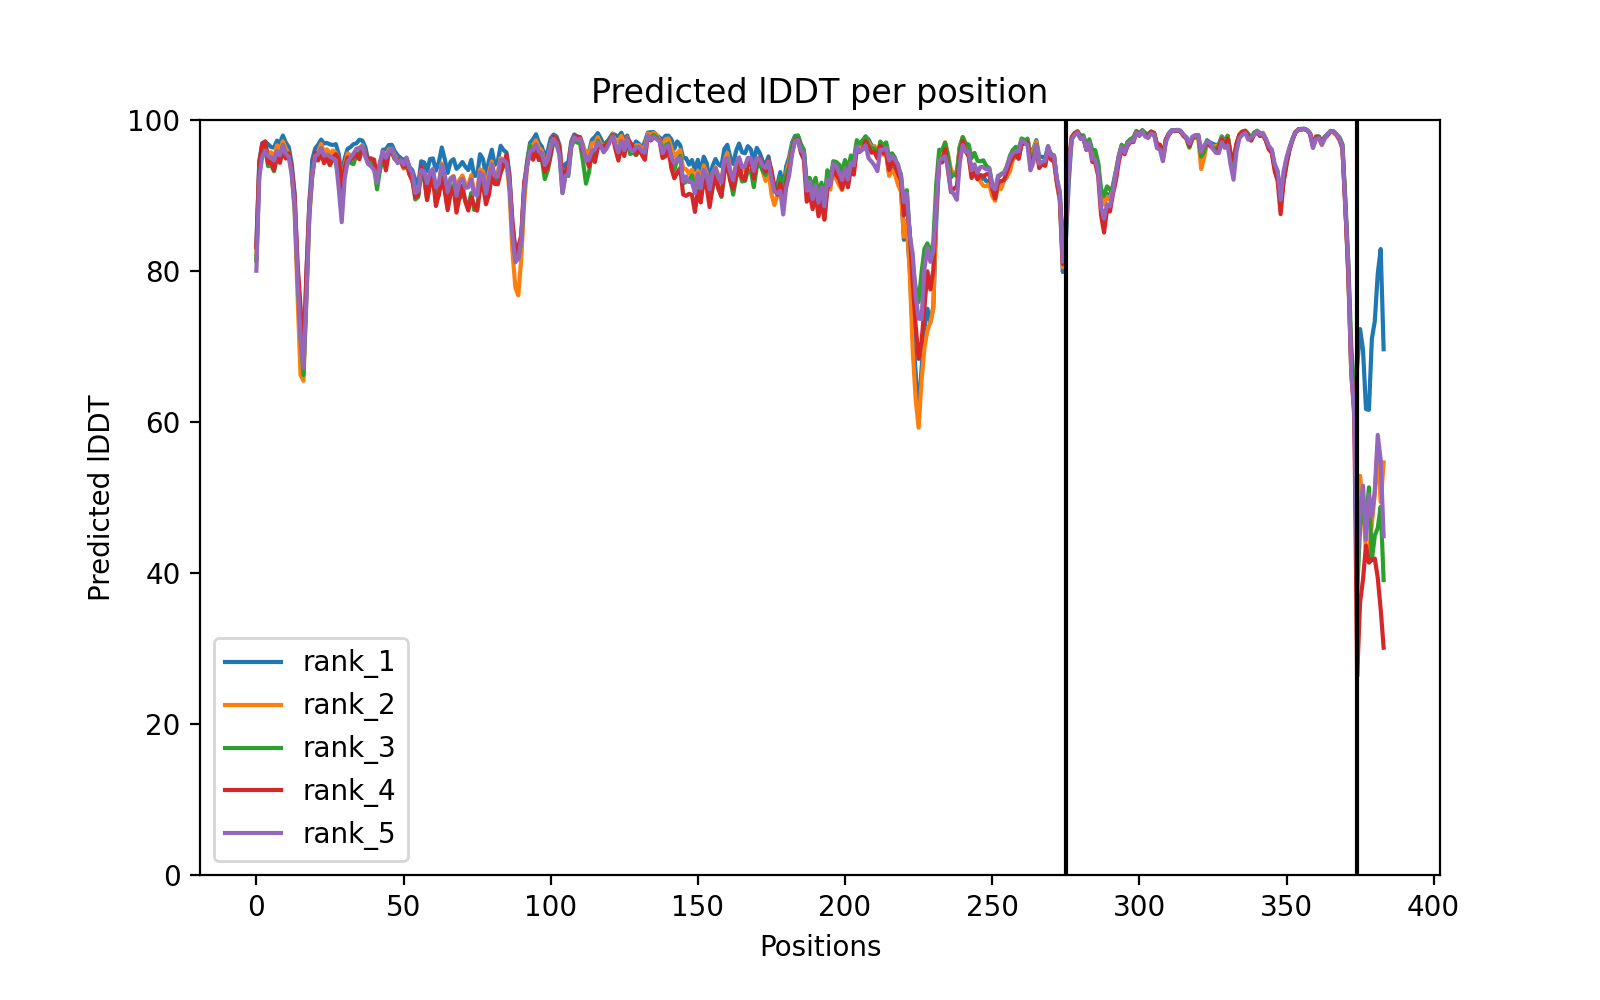 Predicted lDDT per position
100
80
60
40
20
0
Predicted lDDT
rank_1
rank_2
rank_3
rank_4
rank_5
0 50 100 150 200 250 300 350 400
Positions